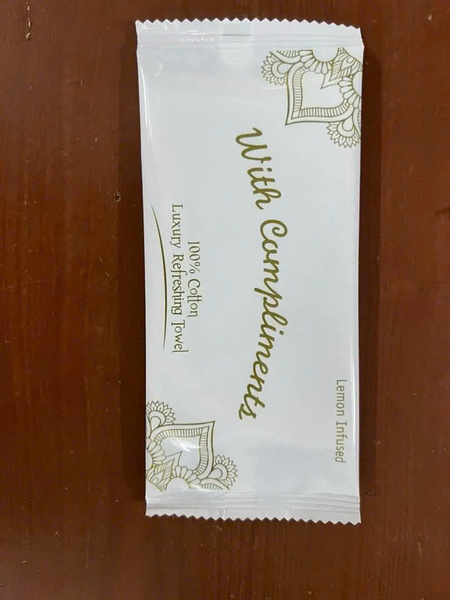 Lemon Infused
With Compliments
100% Cotton
Luxury Refreshing Towel